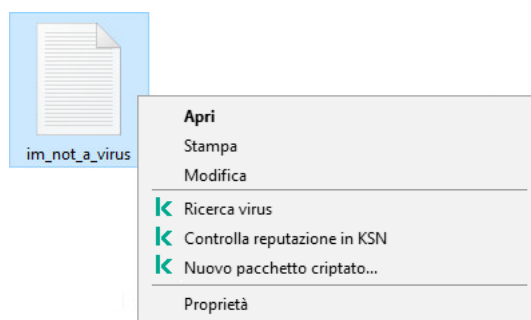 im_not_a_virus
Apri
Stampa
Modifica
Ricerca virus
Controlla reputazione in KSN
Nuovo pacchetto criptato...
Proprietà